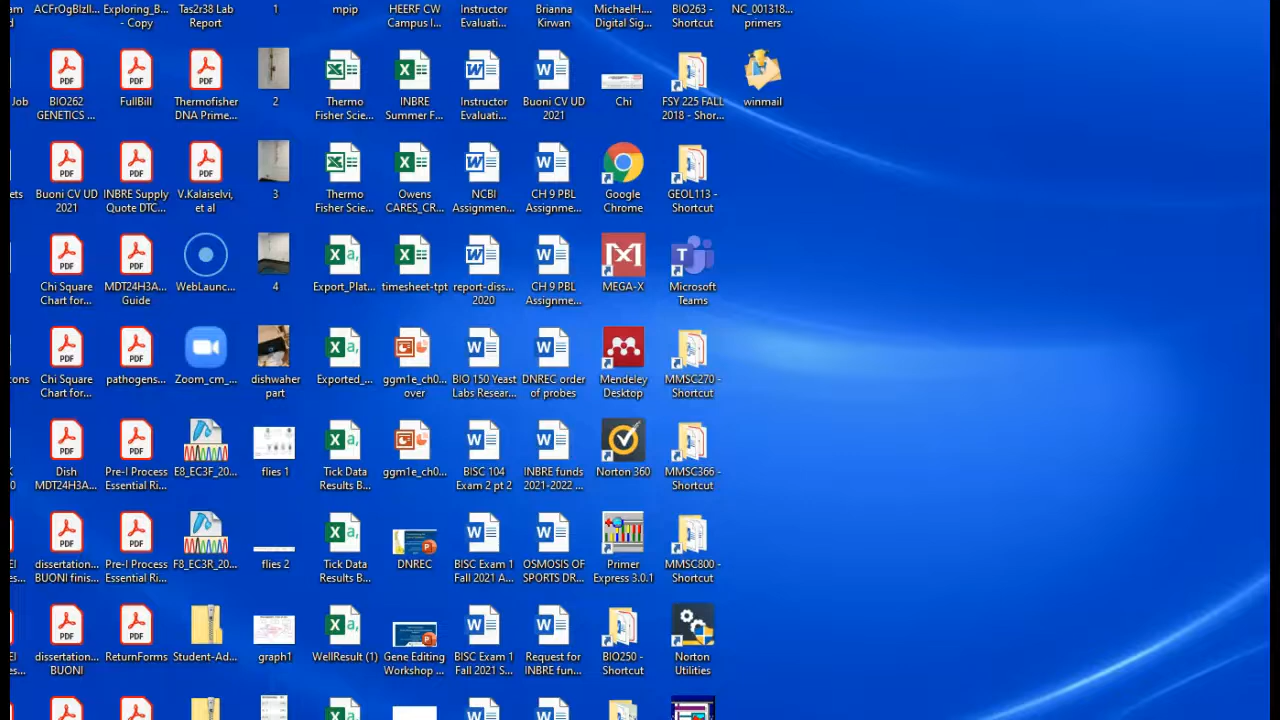 am
ACFrOgBlzlI...
Exploring_B...
- Copy
Tas2r38 Lab
Report
1
mpip
HEERF CW
Campus I...
Instructor
Evaluati...
Brianna
Kirwan
MichaelH....
Digital Sig...
BIO263 -
Shortcut
NC_001318...
primers
Job
BIO262
GENETICS ...
FullBill
Thermofisher
DNA Prime...
2
Thermo
Fisher Scie...
INBRE
Summer F...
Instructor
Evaluati...
Buoni CV UD
2021
Chi
FSY 225 FALL
2018 - Shor...
winmail
ets
Buoni CV UD
2021
INBRE Supply
Quote DTC...
V.Kalaiselvi,
et al
3
Thermo
Fisher Scie...
Owens
CARES_CR...
NCBI
Assignmen...
CH 9 PBL
Assignme...
Google
Chrome
GEOL113 -
Shortcut
Chi Square
Chart for...
MDT24H3A...
Guide
WebLaunc...
4
Export_Plat...
timesheet-tpt
report-diss...
2020
CH 9 PBL
Assignme...
MEGA-X
Microsoft
Teams
cons
Chi Square
Chart for...
pathogens...
Zoom_cm_...
dishwaher
part
Exported_...
ggm1e_ch0...
over
BIO 150 Yeast
Labs Resear...
DNREC order
of probes
Mendeley
Desktop
MMSC270 -
Shortcut
Dish
MDT24H3A...
Pre-I Process
Essential Ri...
E8_EC3F_20...
flies 1
Tick Data
Results B...
ggm1e_ch0...
BISC 104
Exam 2 pt 2
INBRE funds
2021-2022 ...
Norton 360
MMSC366 -
Shortcut
dissertation...
BUONI finis...
Pre-I Process
Essential Ri...
F8_EC3R_20...
flies 2
Tick Data
Results B...
DNREC
BISC Exam 1
Fall 2021 A...
OSMOSIS OF
SPORTS DR...
Primer
Express 3.0.1
MMSC800 -
Shortcut
dissertation...
BUONI
ReturnForms
Student-Ad...
graph1
WellResult (1)
Gene Editing
Workshop ...
BISC Exam 1
Fall 2021 S...
Request for
INBRE fun...
BIO250 -
Shortcut
Norton
Utilities